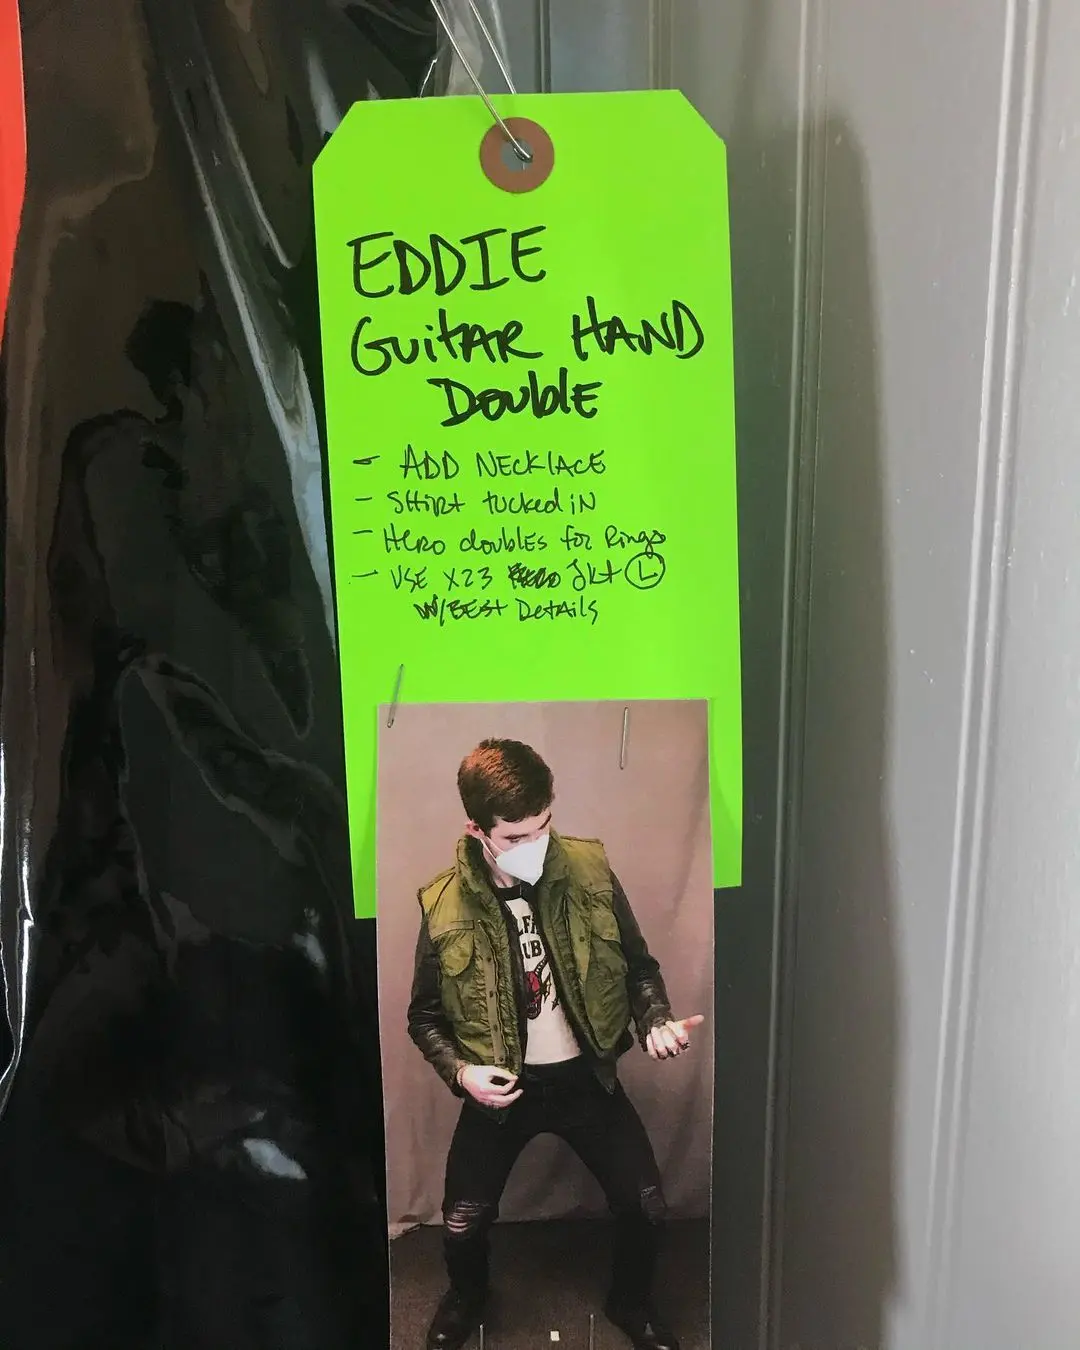 EDDIE
GuitAR HAND
DoublE
- ADD NECKlACE
- SHirt tucked iN
- HERO doublEs for Rings
- USE X23 JKt L
W/BEST DEtAils